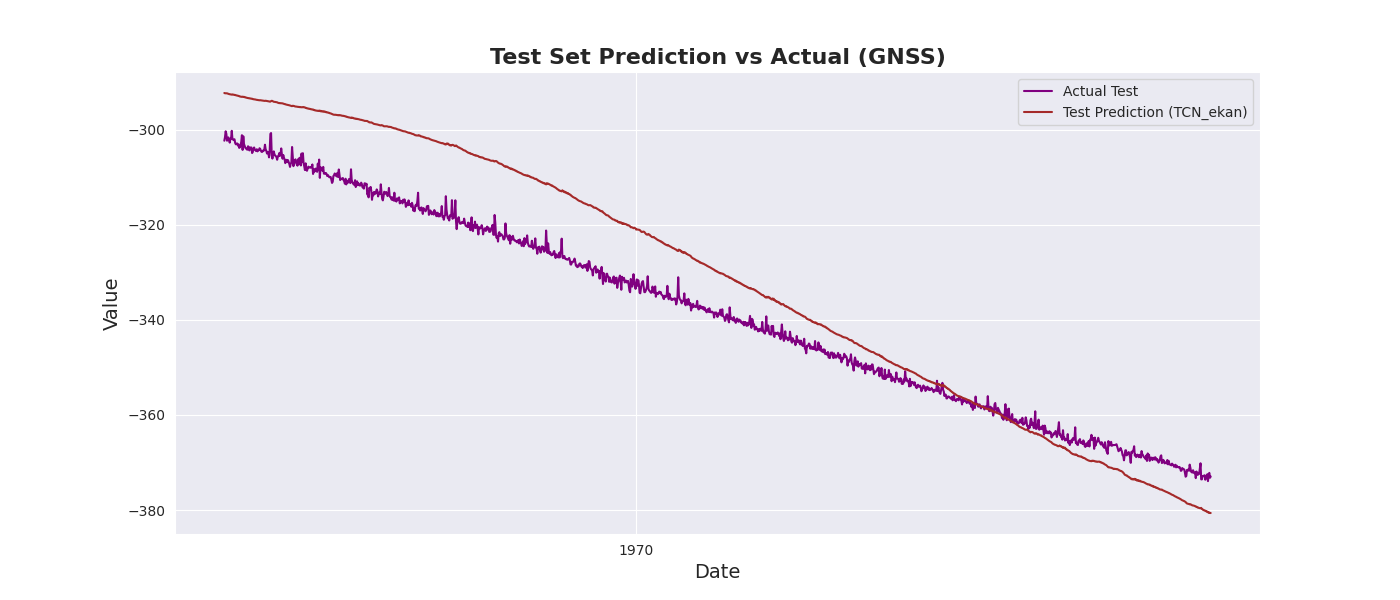 Test Set Prediction vs Actual (GNSS)
Actual Test
Test Prediction (TCN_ekan)
Value
−300
−320
−340
−360
−380
1970
Date